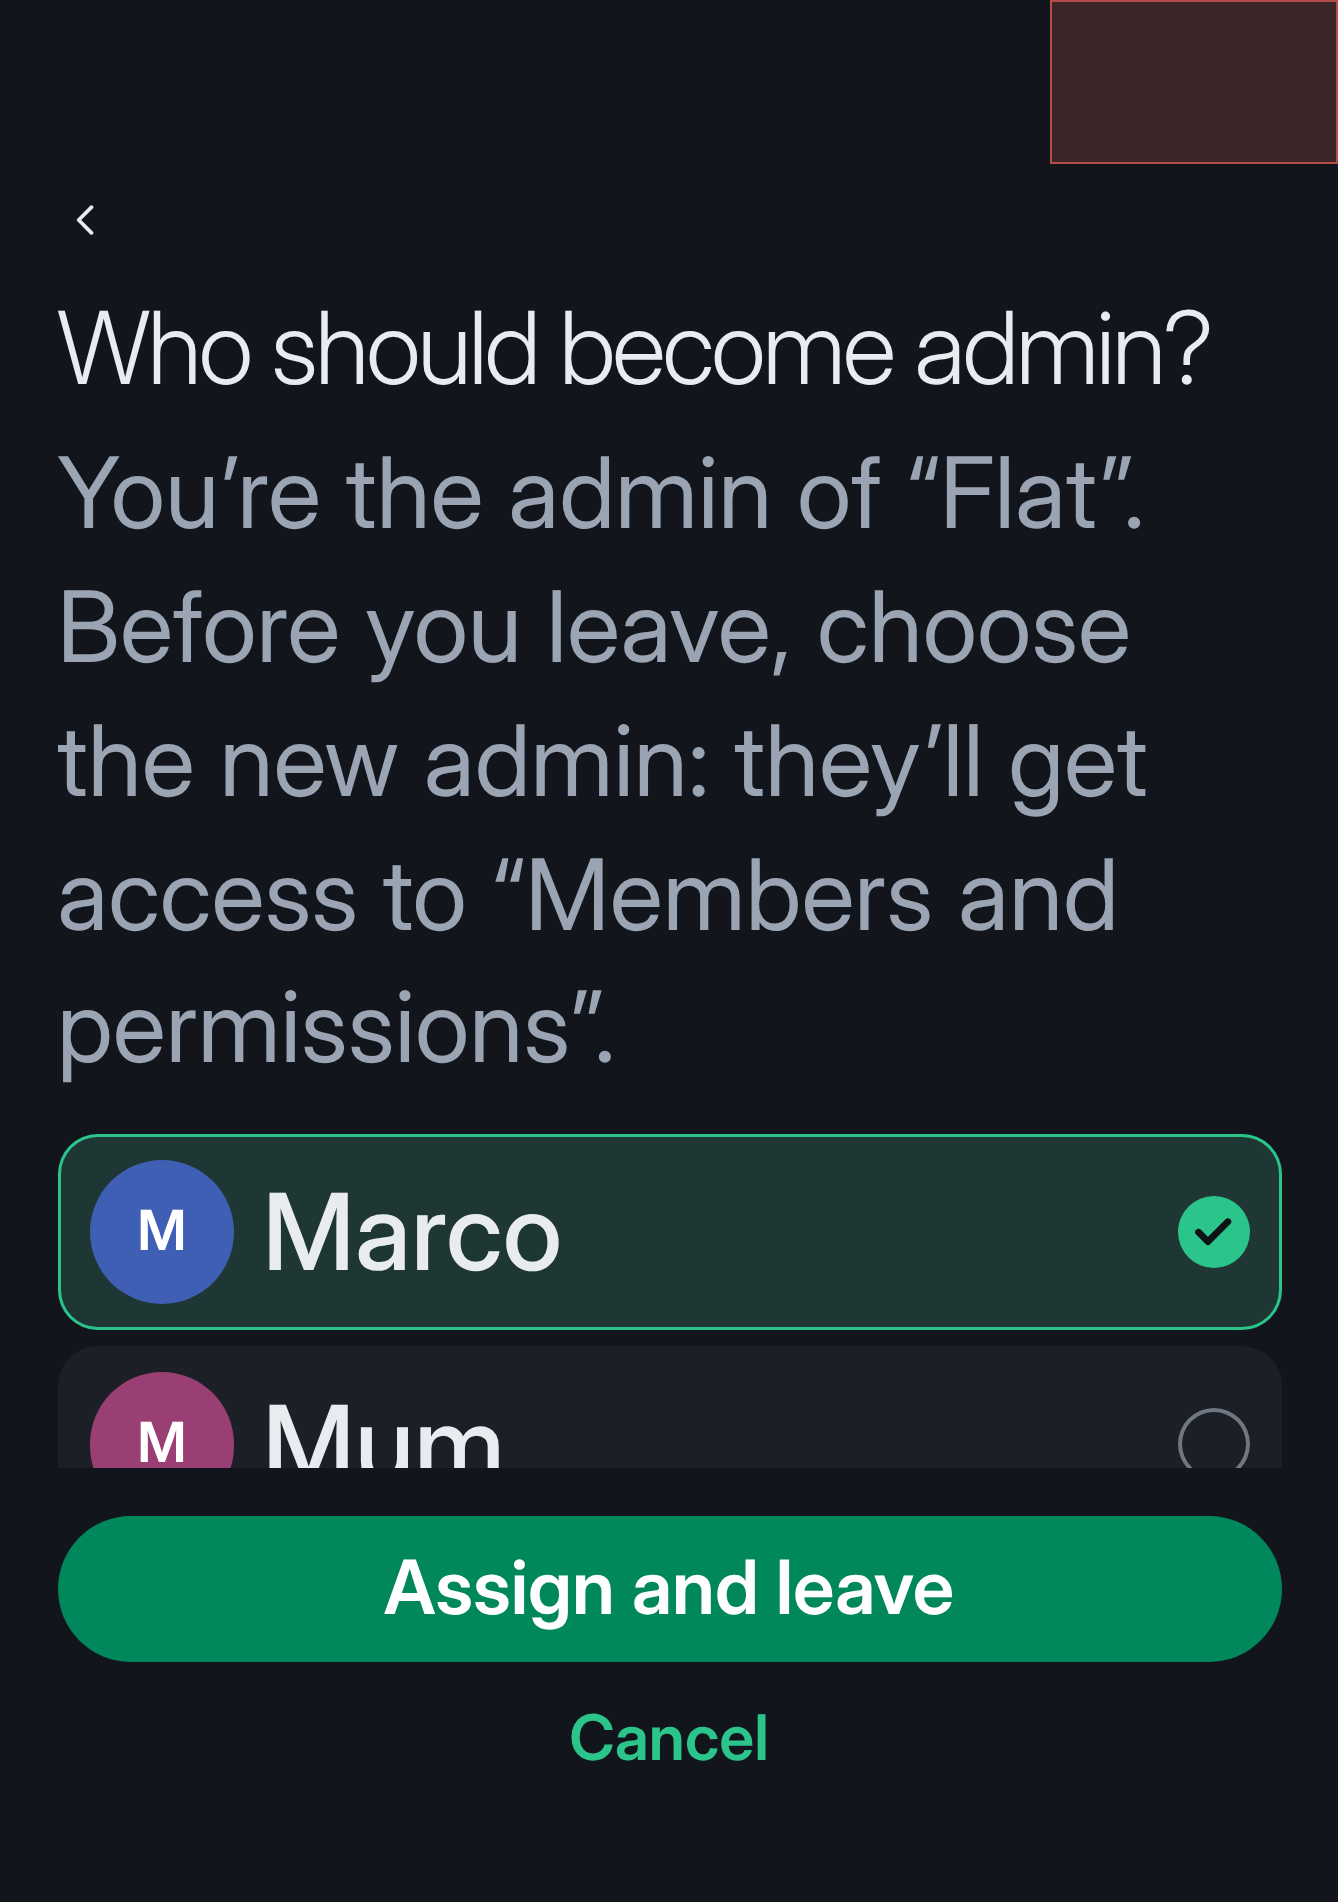 Who should become admin?
You’re the admin of “Flat”.
Before you leave, choose
the new admin: they’ll get
access to “Members and
permissions”.
M Marco
M Mum
Assign and leave
Cancel